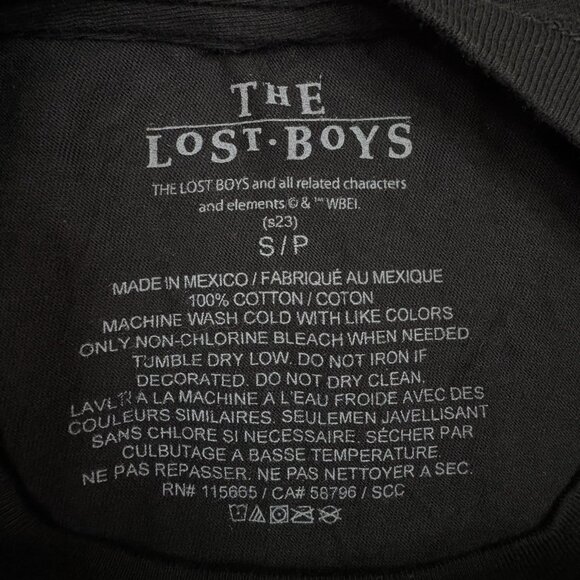 THE
LOST·BOYS
THE LOST BOYS and all related characters
and elements © & ™ WBEI.
(s23)
S/P
MADE IN MEXICO / FABRIQUÉ AU MEXIQUE
100% COTTON / COTON
MACHINE WASH COLD WITH LIKE COLORS
ONLY NON-CHLORINE BLEACH WHEN NEEDED
TUMBLE DRY LOW. DO NOT IRON IF
DECORATED. DO NOT DRY CLEAN.
LAVER À LA MACHINE A L'EAU FROIDE AVEC DES
COULEURS SIMILAIRES. SEULEMEN JAVELLISANT
SANS CHLORE SI NECESSAIRE. SÉCHER PAR
CULBUTAGE A BASSE TEMPERATURE.
NE PAS REPASSER. NE PAS NETTOYER A SEC.
RN# 115665 / CA# 56796 / SCC